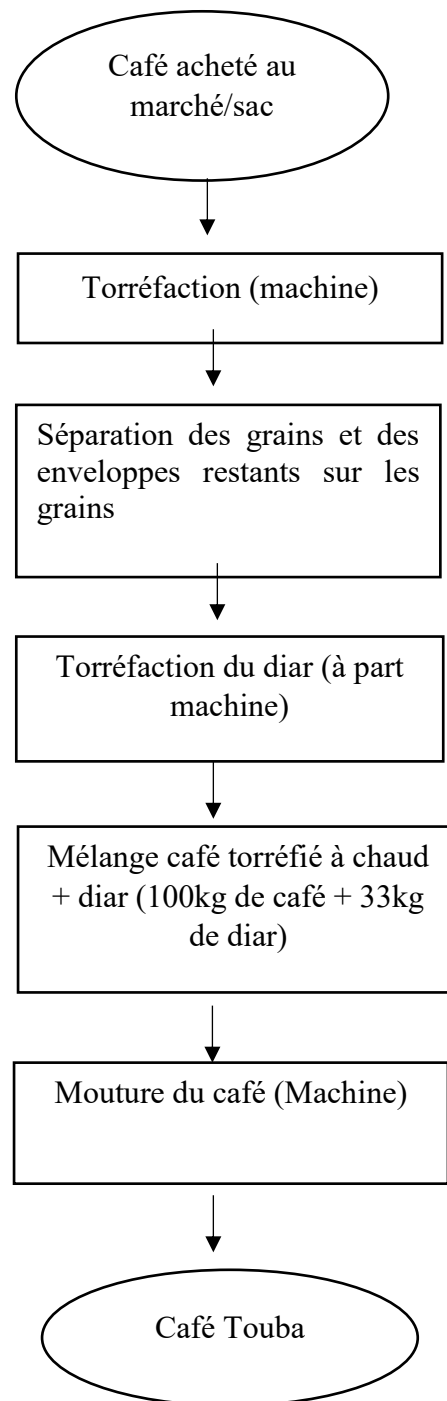 Café acheté au
marché/sac
Torréfaction (machine)
Séparation des grains et des
enveloppes restants sur les
grains
Torréfaction du diar (à part
machine)
Mélange café torréfié à chaud
+ diar (100kg de café + 33kg
de diar)
Mouture du café (Machine)
Café Touba